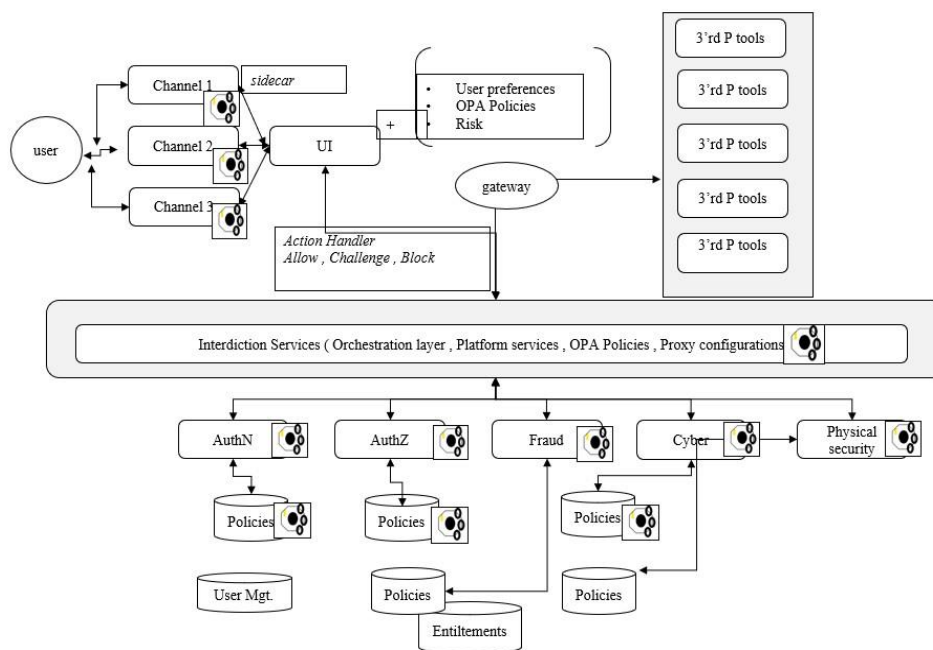 3’rd P tools
3’rd P tools
3’rd P tools
3’rd P tools
3’rd P tools
Channel 1
sidecar
• User preferences
• OPA Policies
• Risk
+
user
Channel 2
UI
gateway
Channel 3
Action Handler
Allow , Challenge , Block
Interdiction Services ( Orchestration layer , Platform services , OPA Policies , Proxy configurations
AuthN
AuthZ
Fraud
Cyber
Physical
security
Policies
Policies
Policies
User Mgt.
Policies
Policies
Entiltements